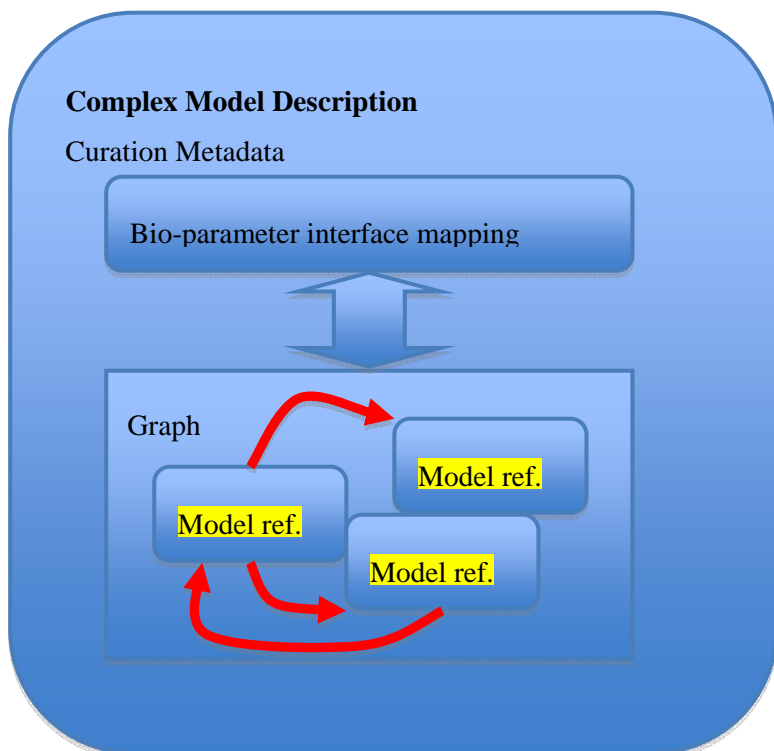 Complex Model Description
Curation Metadata
Bio-parameter interface mapping
Graph
Model ref.
Model ref.
Model ref.